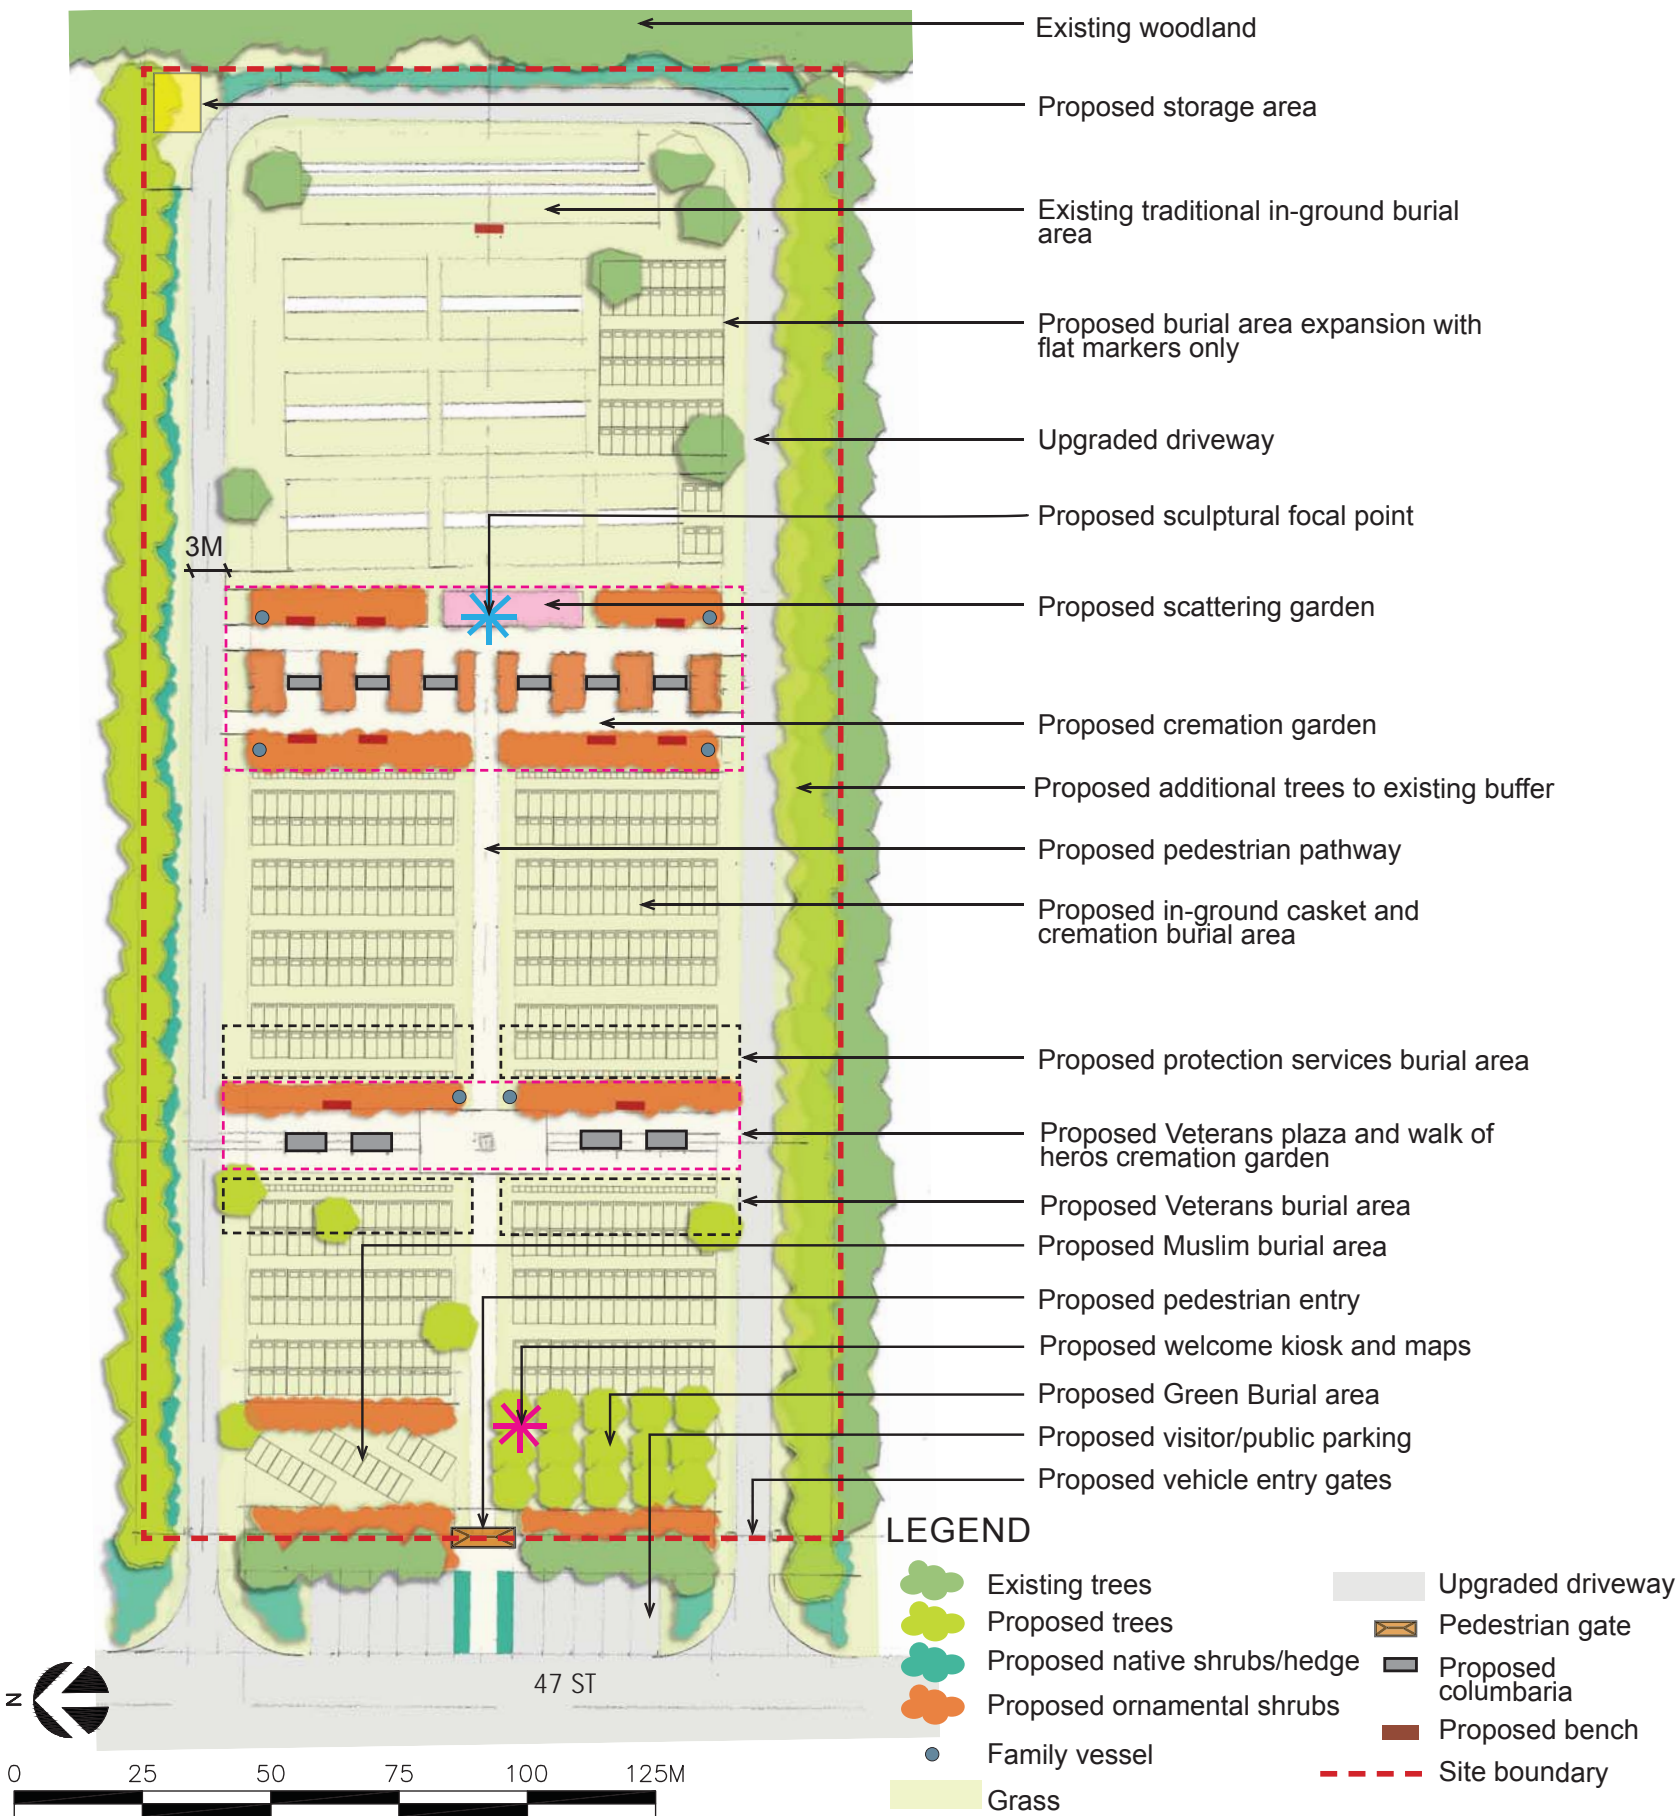 Existing woodland
Proposed storage area
Existing traditional in-ground burial
area
Proposed burial area expansion with
flat markers only
Upgraded driveway
Proposed sculptural focal point
3M
Proposed scattering garden
Proposed cremation garden
Proposed additional trees to existing buffer
Proposed pedestrian pathway
Proposed in-ground casket and
cremation burial area
Proposed protection services burial area
Proposed Veterans plaza and walk of
heros cremation garden
Proposed Veterans burial area
Proposed Muslim burial area
Proposed pedestrian entry
Proposed welcome kiosk and maps
Proposed Green Burial area
Proposed visitor/public parking
Proposed vehicle entry gates
LEGEND
Existing trees
Proposed trees
Proposed native shrubs/hedge
Proposed ornamental shrubs
Family vessel
Grass
Upgraded driveway
Pedestrian gate
Proposed
columbaria
Proposed bench
Site boundary
47 ST
N
0 25 50 75 100 125M